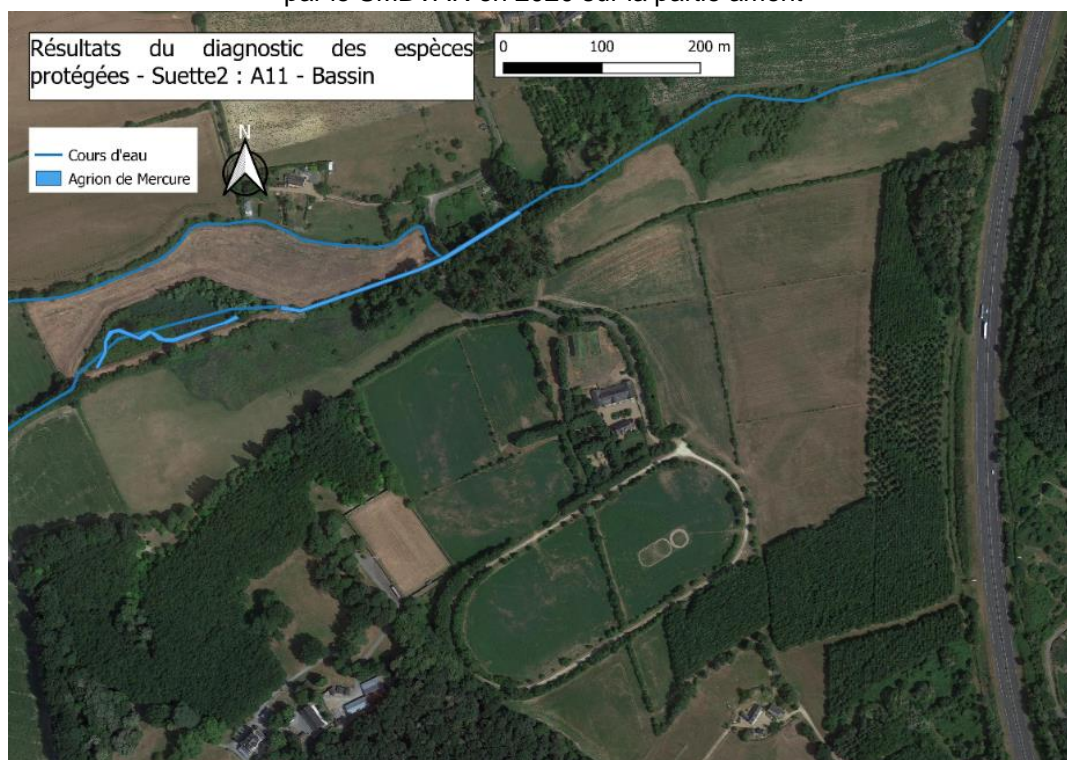 Résultats du diagnostic des espèces
protégées - Suette2 : A11 - Bassin
0 100 200 m
N
Cours d'eau
Agrion de Mercure